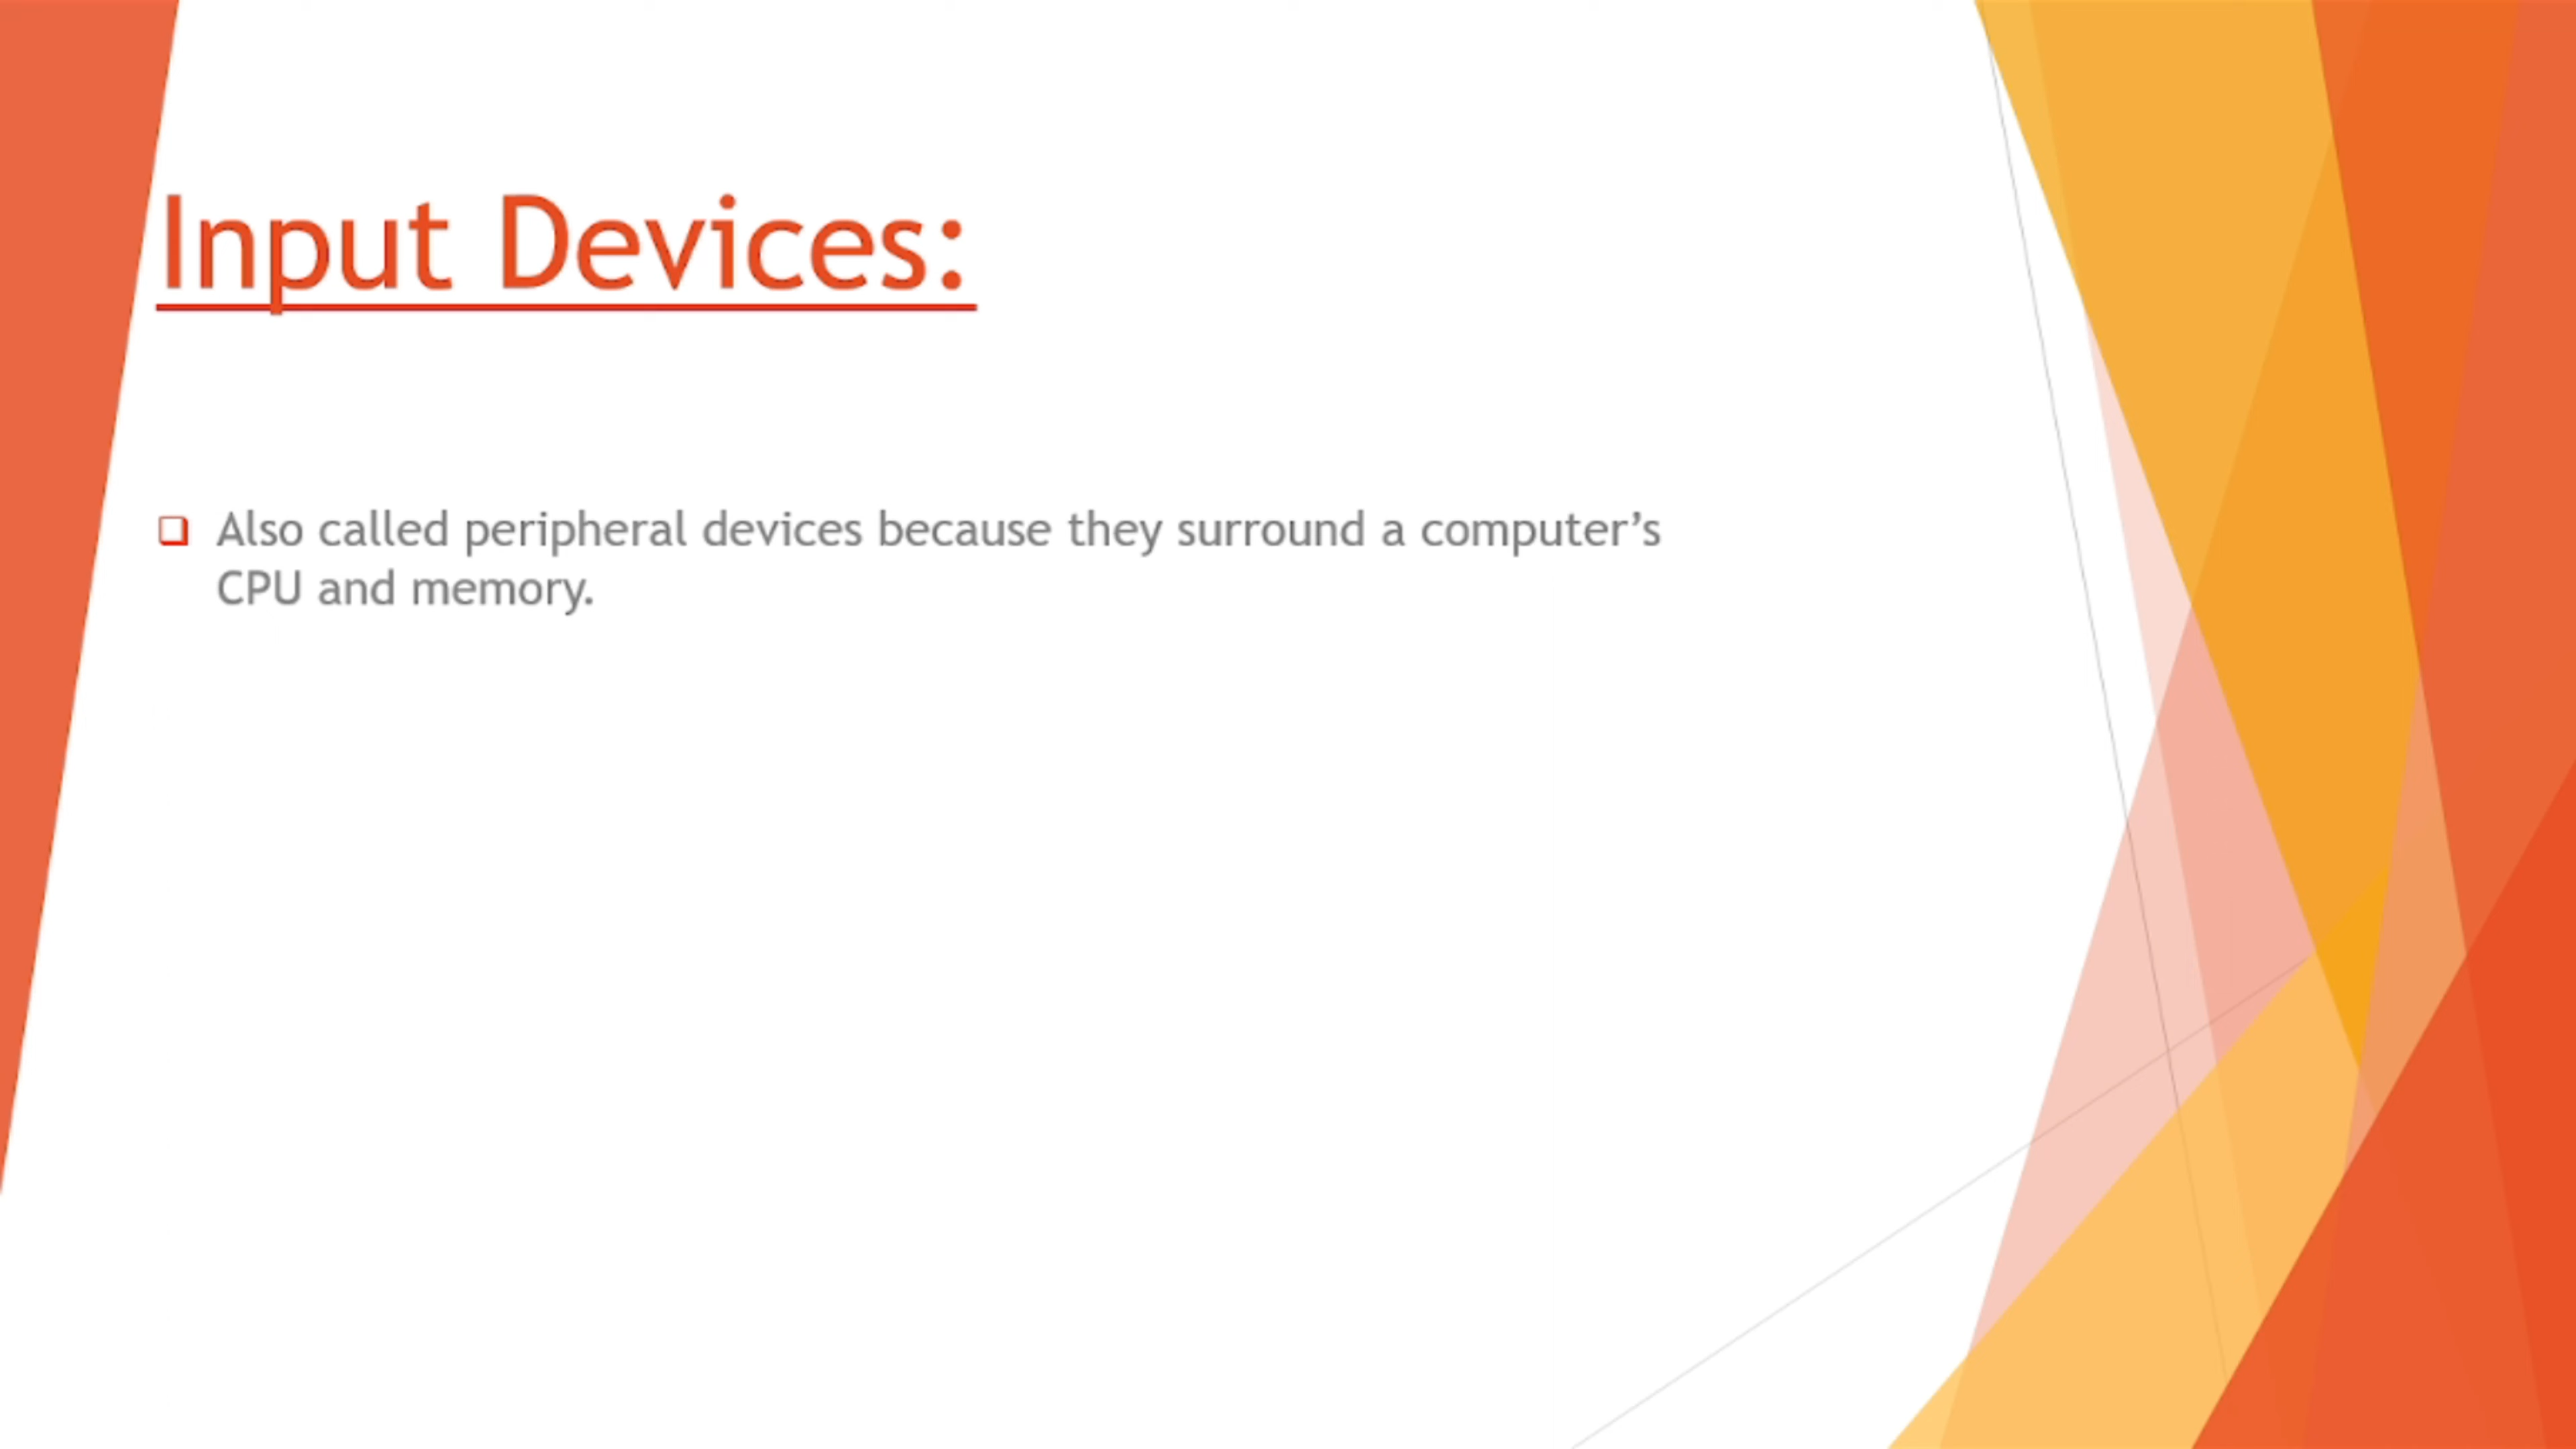 Input Devices:
Also called peripheral devices because they surround a computer’s
CPU and memory.